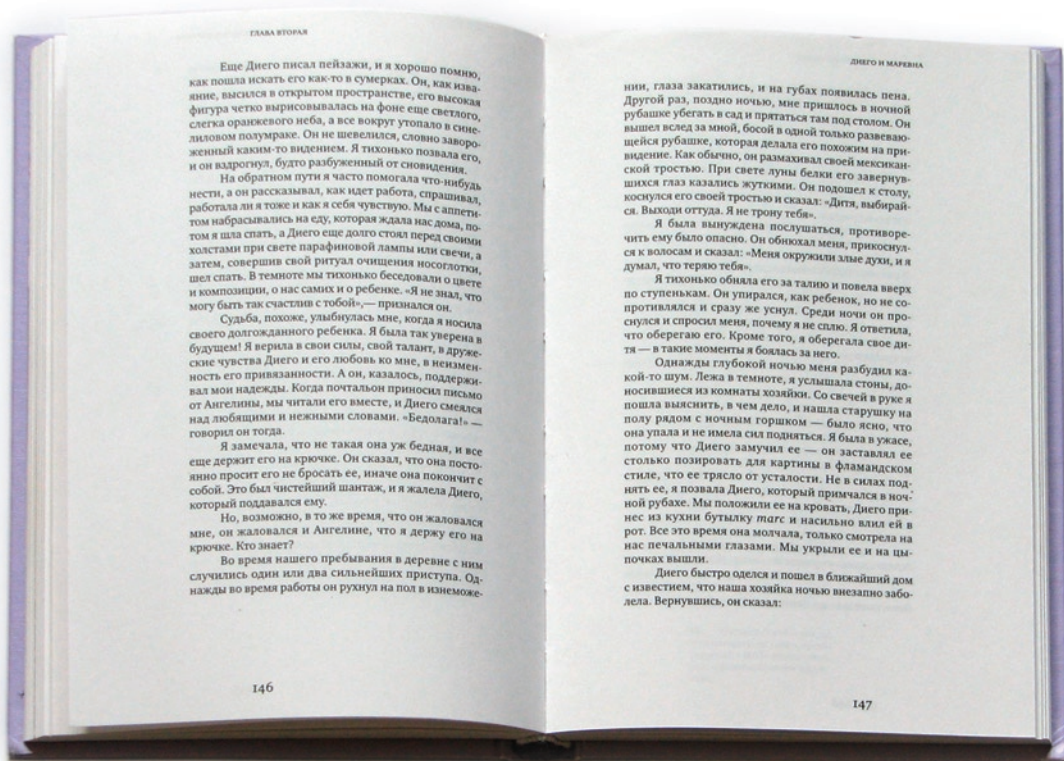 ГЛАВА ВТОРАЯ
Еще Диего писал пейзажи, и я хорошо помню,
как пошла искать его как-то в сумерках. Он, как извая-
яние, высился в открытом пространстве, его высокая
фигура четко вырисовывалась на фоне еще светлого,
слегка оранжевого неба, а все вокруг утопало в сине-
лиловом полумраке. Он не шевелился, словно заворо-
женный каким-то видением. Я тихонько позвала его,
и он вздрогнул, будто разбуженный от сновидения.
На обратном пути я часто помогала что-нибудь
нести, а он рассказывал, как идет работа, спрашивал,
работала ли я тоже и как я себя чувствую. Мы с аппети-
том набрасывались на еду, которая ждала нас дома, по-
том я шла спать, а Диего еще долго стоял перед своими
холстами при свете парафиновой лампы или свечи, а
затем, совершив свой ритуал очищения носоглотки,
шел спать. В темноте мы тихонько беседовали о цвете
и композиции, о нас самих и о ребенке. «Я не знал, что
могу быть так счастлив с тобой»,— признался он.
Судьба, похоже, улыбнулась мне, когда я носила
своего долгожданного ребенка. Я была так уверена в
будущем! Я верила в свои силы, свой талант, в друже-
ские чувства Диего и его любовь ко мне, в неизмен-
ность его привязанности. А он, казалось, поддержи-
вал мои надежды. Когда почтальон приносил письмо
от Ангелины, мы читали его вместе, и Диего смеялся
над любящими и нежными словами. «Бедолага!» —
говорил он тогда.
Я замечала, что не такая она уж бедная, и все
еще держит его на крючке. Он сказал, что она посто-
янно просит его не бросать ее, иначе она покончит с
собой. Это был чистейший шантаж, и я жалела Диего,
который поддавался ему.
Но, возможно, в то же время, что он жаловался
мне, он жаловался и Ангелине, что я держу его на
крючке. Кто знает?
Во время нашего пребывания в деревне с ним
случились один или два сильнейших приступа. Од-
нажды во время работы он рухнул на пол в изнеможе-
146
ДИЕГО И МАРЕВНА
нии, глаза закатились, и на губах появилась пена.
Другой раз, поздно ночью, мне пришлось в ночной
рубашке убегать в сад и прятаться там под столом. Он
вышел вслед за мной, босой в одной только развеваю-
щейся рубашке, которая делала его похожим на при-
видение. Как обычно, он размахивал своей мексикан-
ской тростью. При свете луны белки его завернув-
шихся глаз казались жуткими. Он подошел к столу,
коснулся его своей тростью и сказал: «Дитя, выбирай-
ся. Выходи оттуда. Я не трону тебя».
Я была вынуждена послушаться, противоре-
чить ему было опасно. Он обнюхал меня, прикоснул-
ся к волосам и сказал: «Меня окружили злые духи, и я
думал, что теряю тебя».
Я тихонько обняла его за талию и повела вверх
по ступенькам. Он упирался, как ребенок, но не со-
противлялся и сразу же уснул. Среди ночи он про-
снулся и спросил меня, почему я не сплю. Я ответила,
что оберегаю его. Кроме того, я оберегала свое ди-
тя — в такие моменты я боялась за него.
Однажды глубокой ночью меня разбудил ка-
кой-то шум. Лежа в темноте, я услышала стоны, до-
носившиеся из комнаты хозяйки. Со свечей в руке я
пошла выяснить, в чем дело, и нашла старушку на
полу рядом с ночным горшком — было ясно, что
она упала и не имела сил подняться. Я была в ужасе,
потому что Диего замучил ее — он заставлял ее
столько позировать для картины в фламандском
стиле, что ее трясло от усталости. Не в силах под-
нять ее, я позвала Диего, который примчался в ноч-
ной рубахе. Мы положили ее на кровать, Диего при-
нес из кухни бутылку marc и насильно влил ей в
рот. Все это время она молчала, только смотрела на
нас печальными глазами. Мы укрыли ее и на цы-
почках вышли.
Диего быстро оделся и пошел в ближайший дом
с известием, что наша хозяйка ночью внезапно забо-
лела. Вернувшись, он сказал:
147